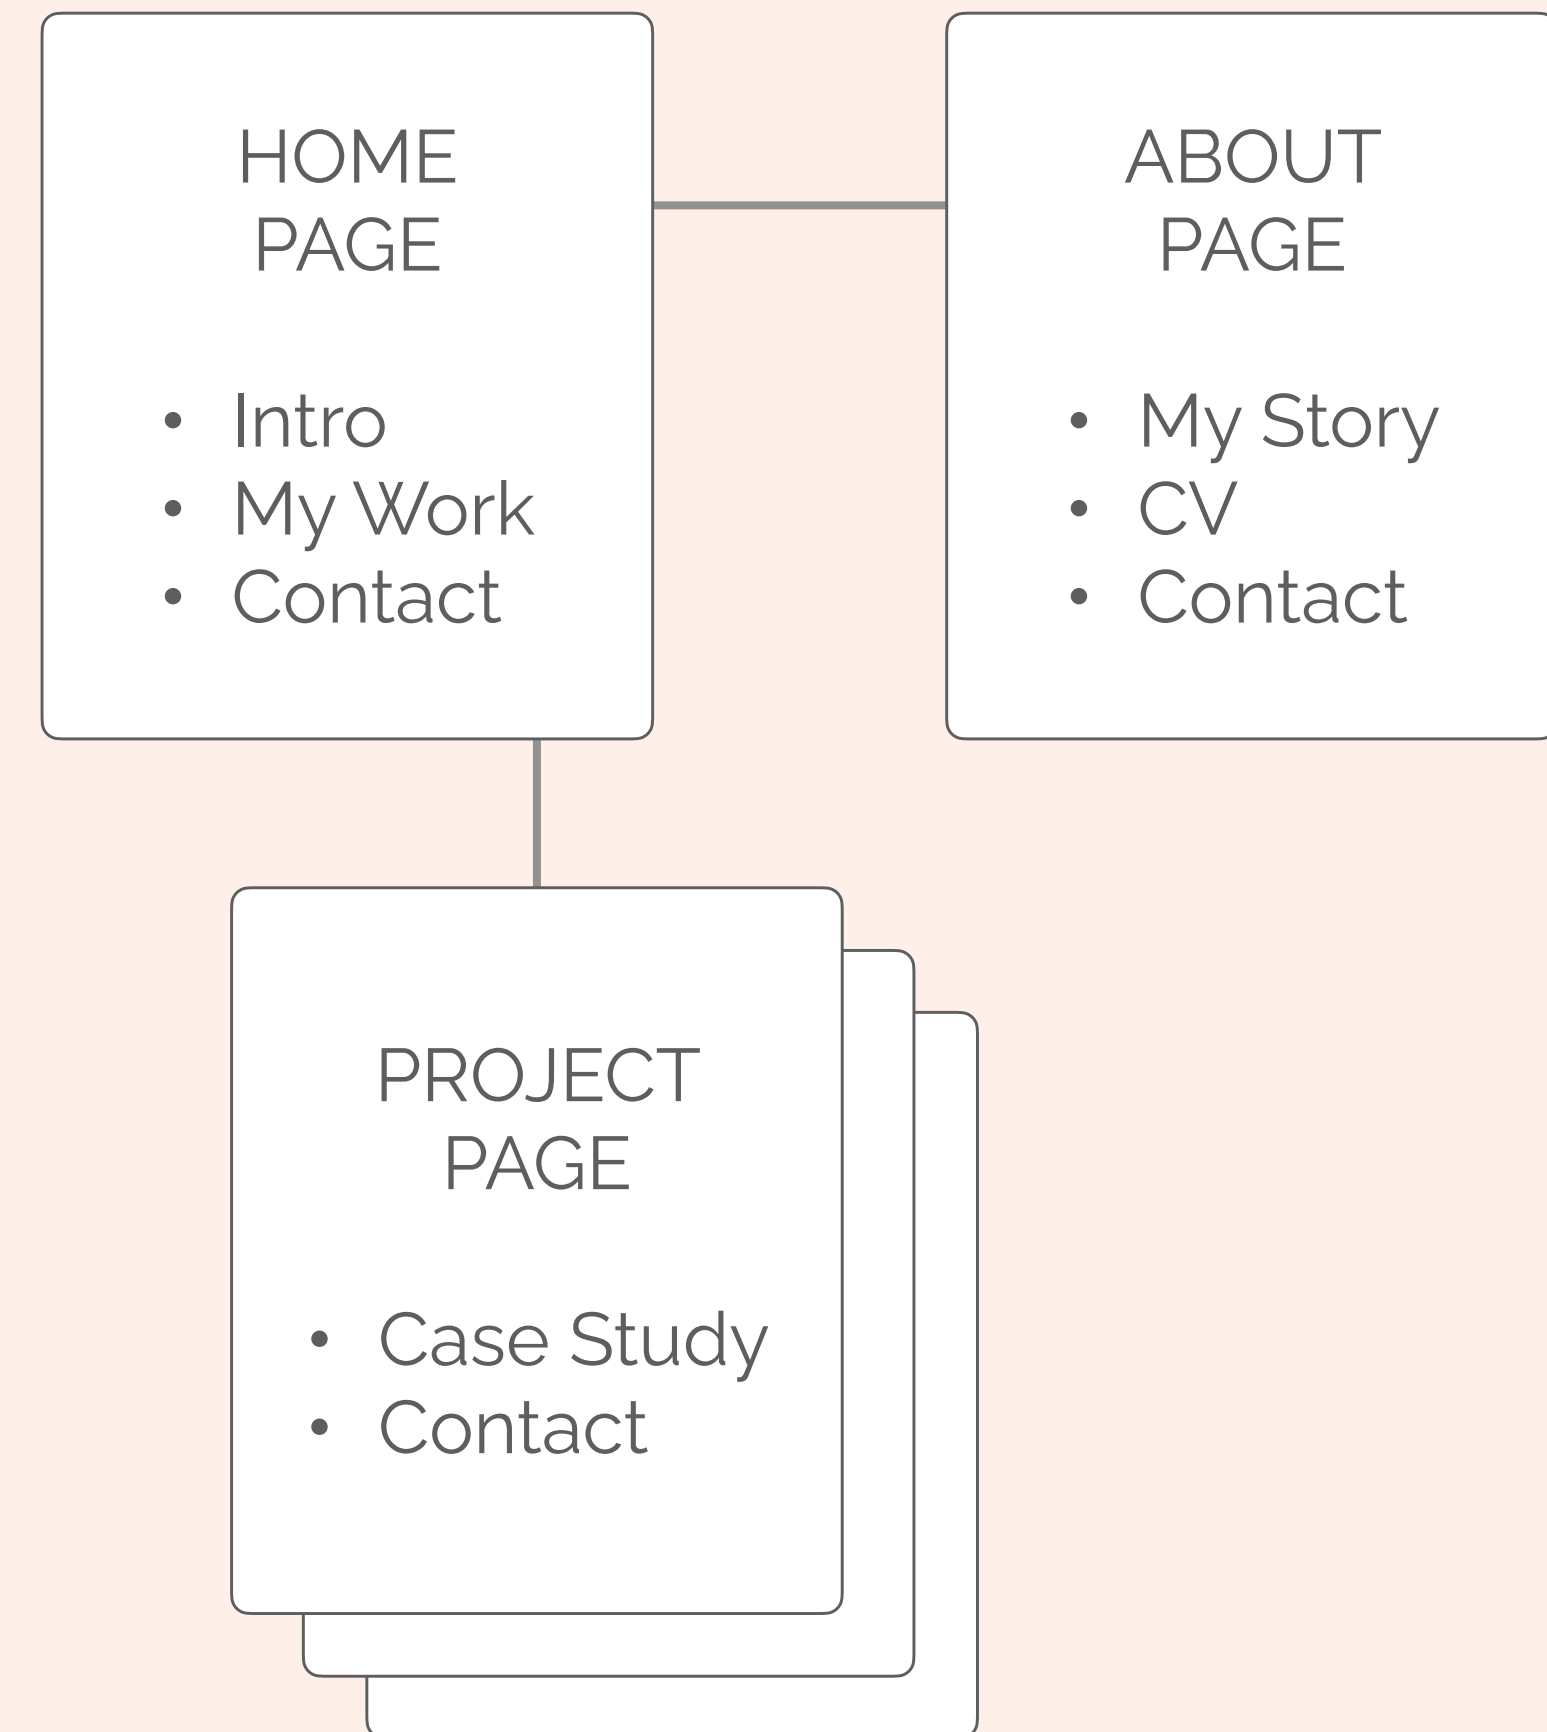 HOME
PAGE
• Intro
• My Work
• Contact
ABOUT
PAGE
• My Story
• CV
• Contact
PROJECT
PAGE
• Case Study
• Contact